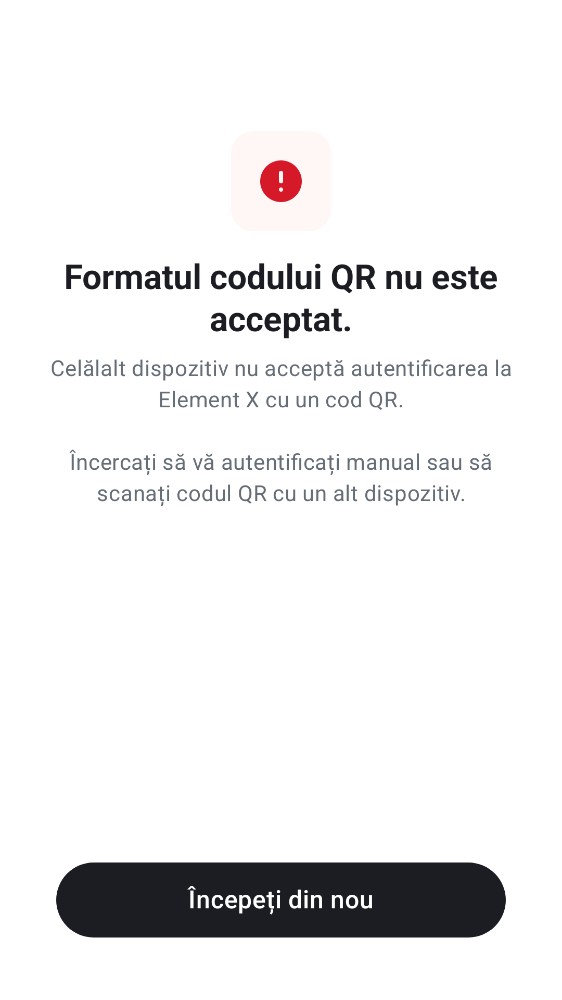 Formatul codului QR nu este
acceptat.
Celălalt dispozitiv nu acceptă autentificarea la
Element X cu un cod QR.
Încercați să vă autentificați manual sau să
scanați codul QR cu un alt dispozitiv.
Începeți din nou